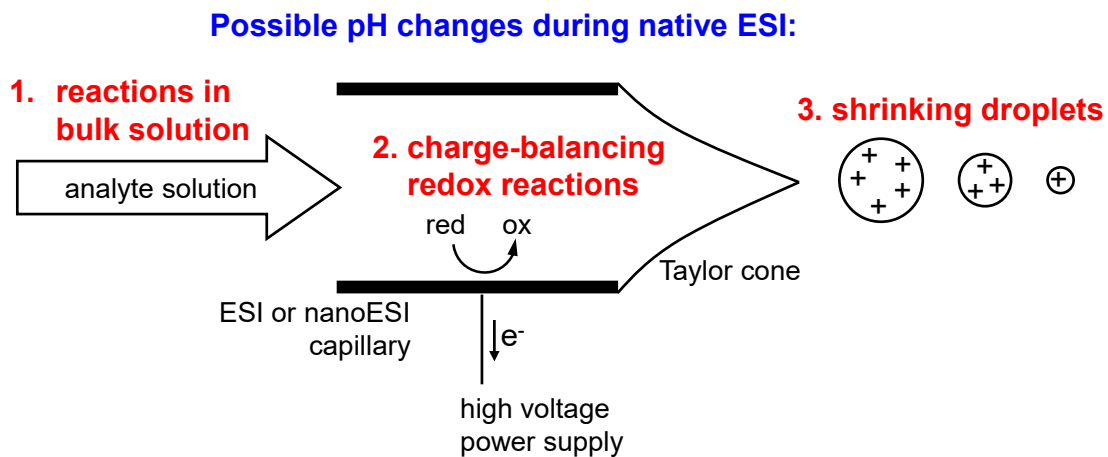 Possible pH changes during native ESI:
1. reactions in
bulk solution
analyte solution
2. charge-balancing
redox reactions
red ox
ESI or nanoESI
capillary
e-
high voltage
power supply
Taylor cone
3. shrinking droplets
+ + + + +
+ + +
+